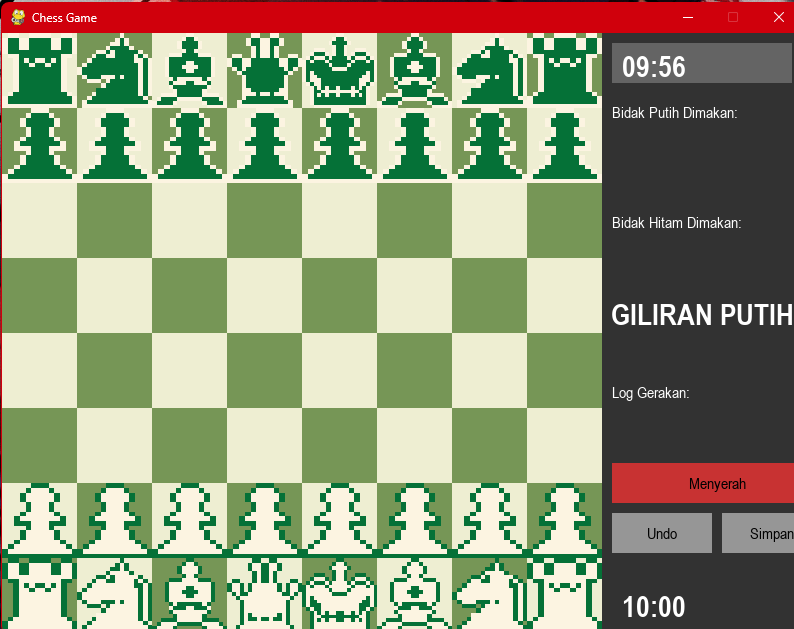 Chess Game
09:56
Bidak Putih Dimakan:
Bidak Hitam Dimakan:
GILIRAN PUTIH
Log Gerakan:
Menyerah
Undo
Simpan
10:00